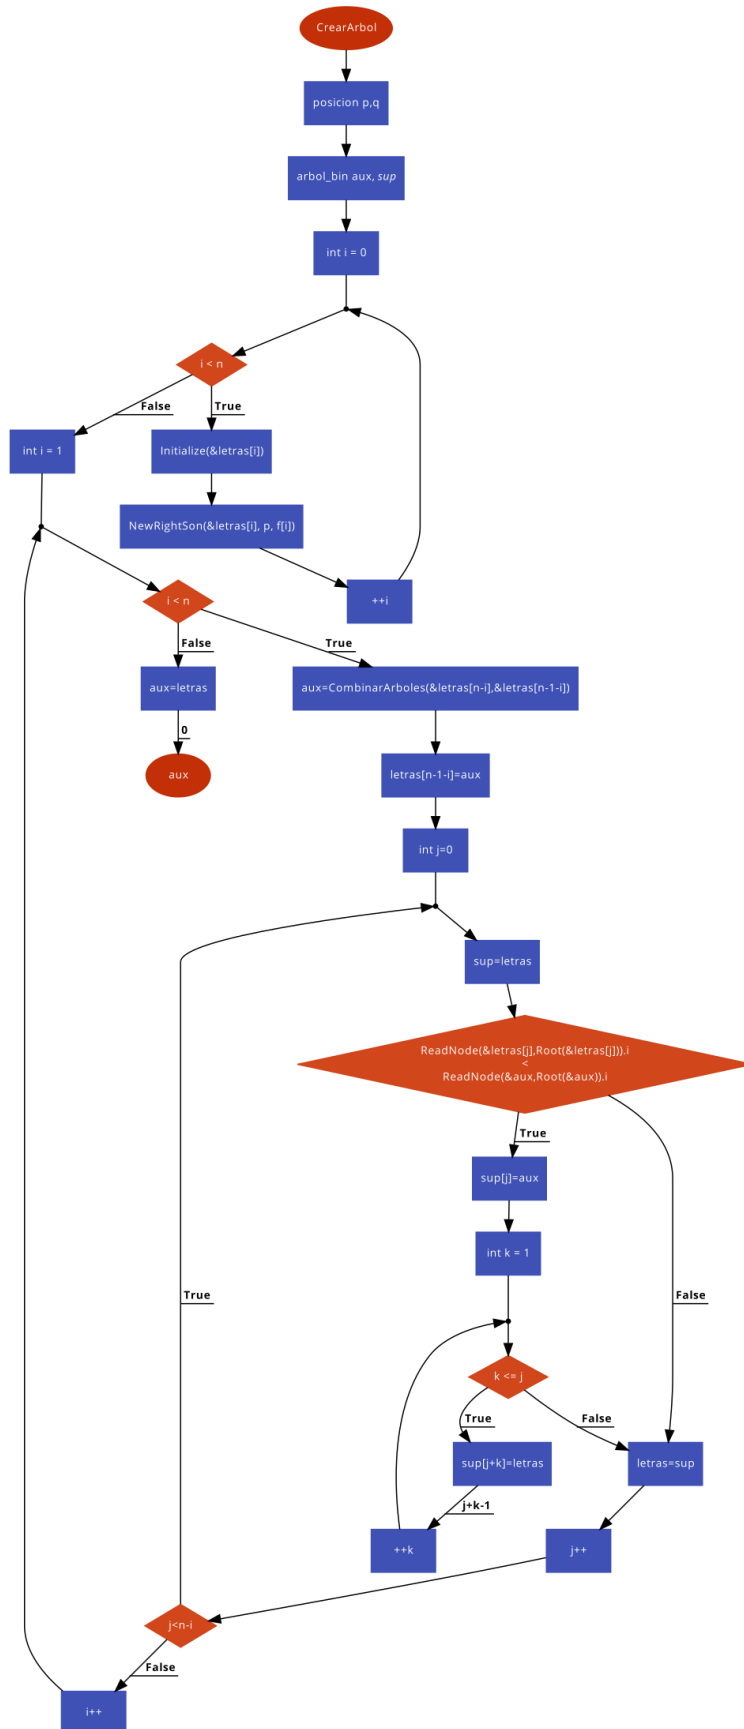 CrearArbol
posicion p,q
arbol_bin aux, sup
int i = 0
i < n
False
True
int i = 1
Initialize(&letras[i])
NewRightSon(&letras[i], p, f[i])
++i
i < n
False
True
aux=letras
aux=CombinarArboles(&letras[n-i],&letras[n-1-i])
0
aux
letras[n-1-i]=aux
int j=0
sup=letras
ReadNode(&letras[j],Root(&letras[j])).i
<
ReadNode(&aux,Root(&aux)).i
True
sup[j]=aux
int k = 1
True
False
k <= j
True
False
sup[j+k]=letras
letras=sup
j+k-1
++k
j++
j<n-i
False
i++